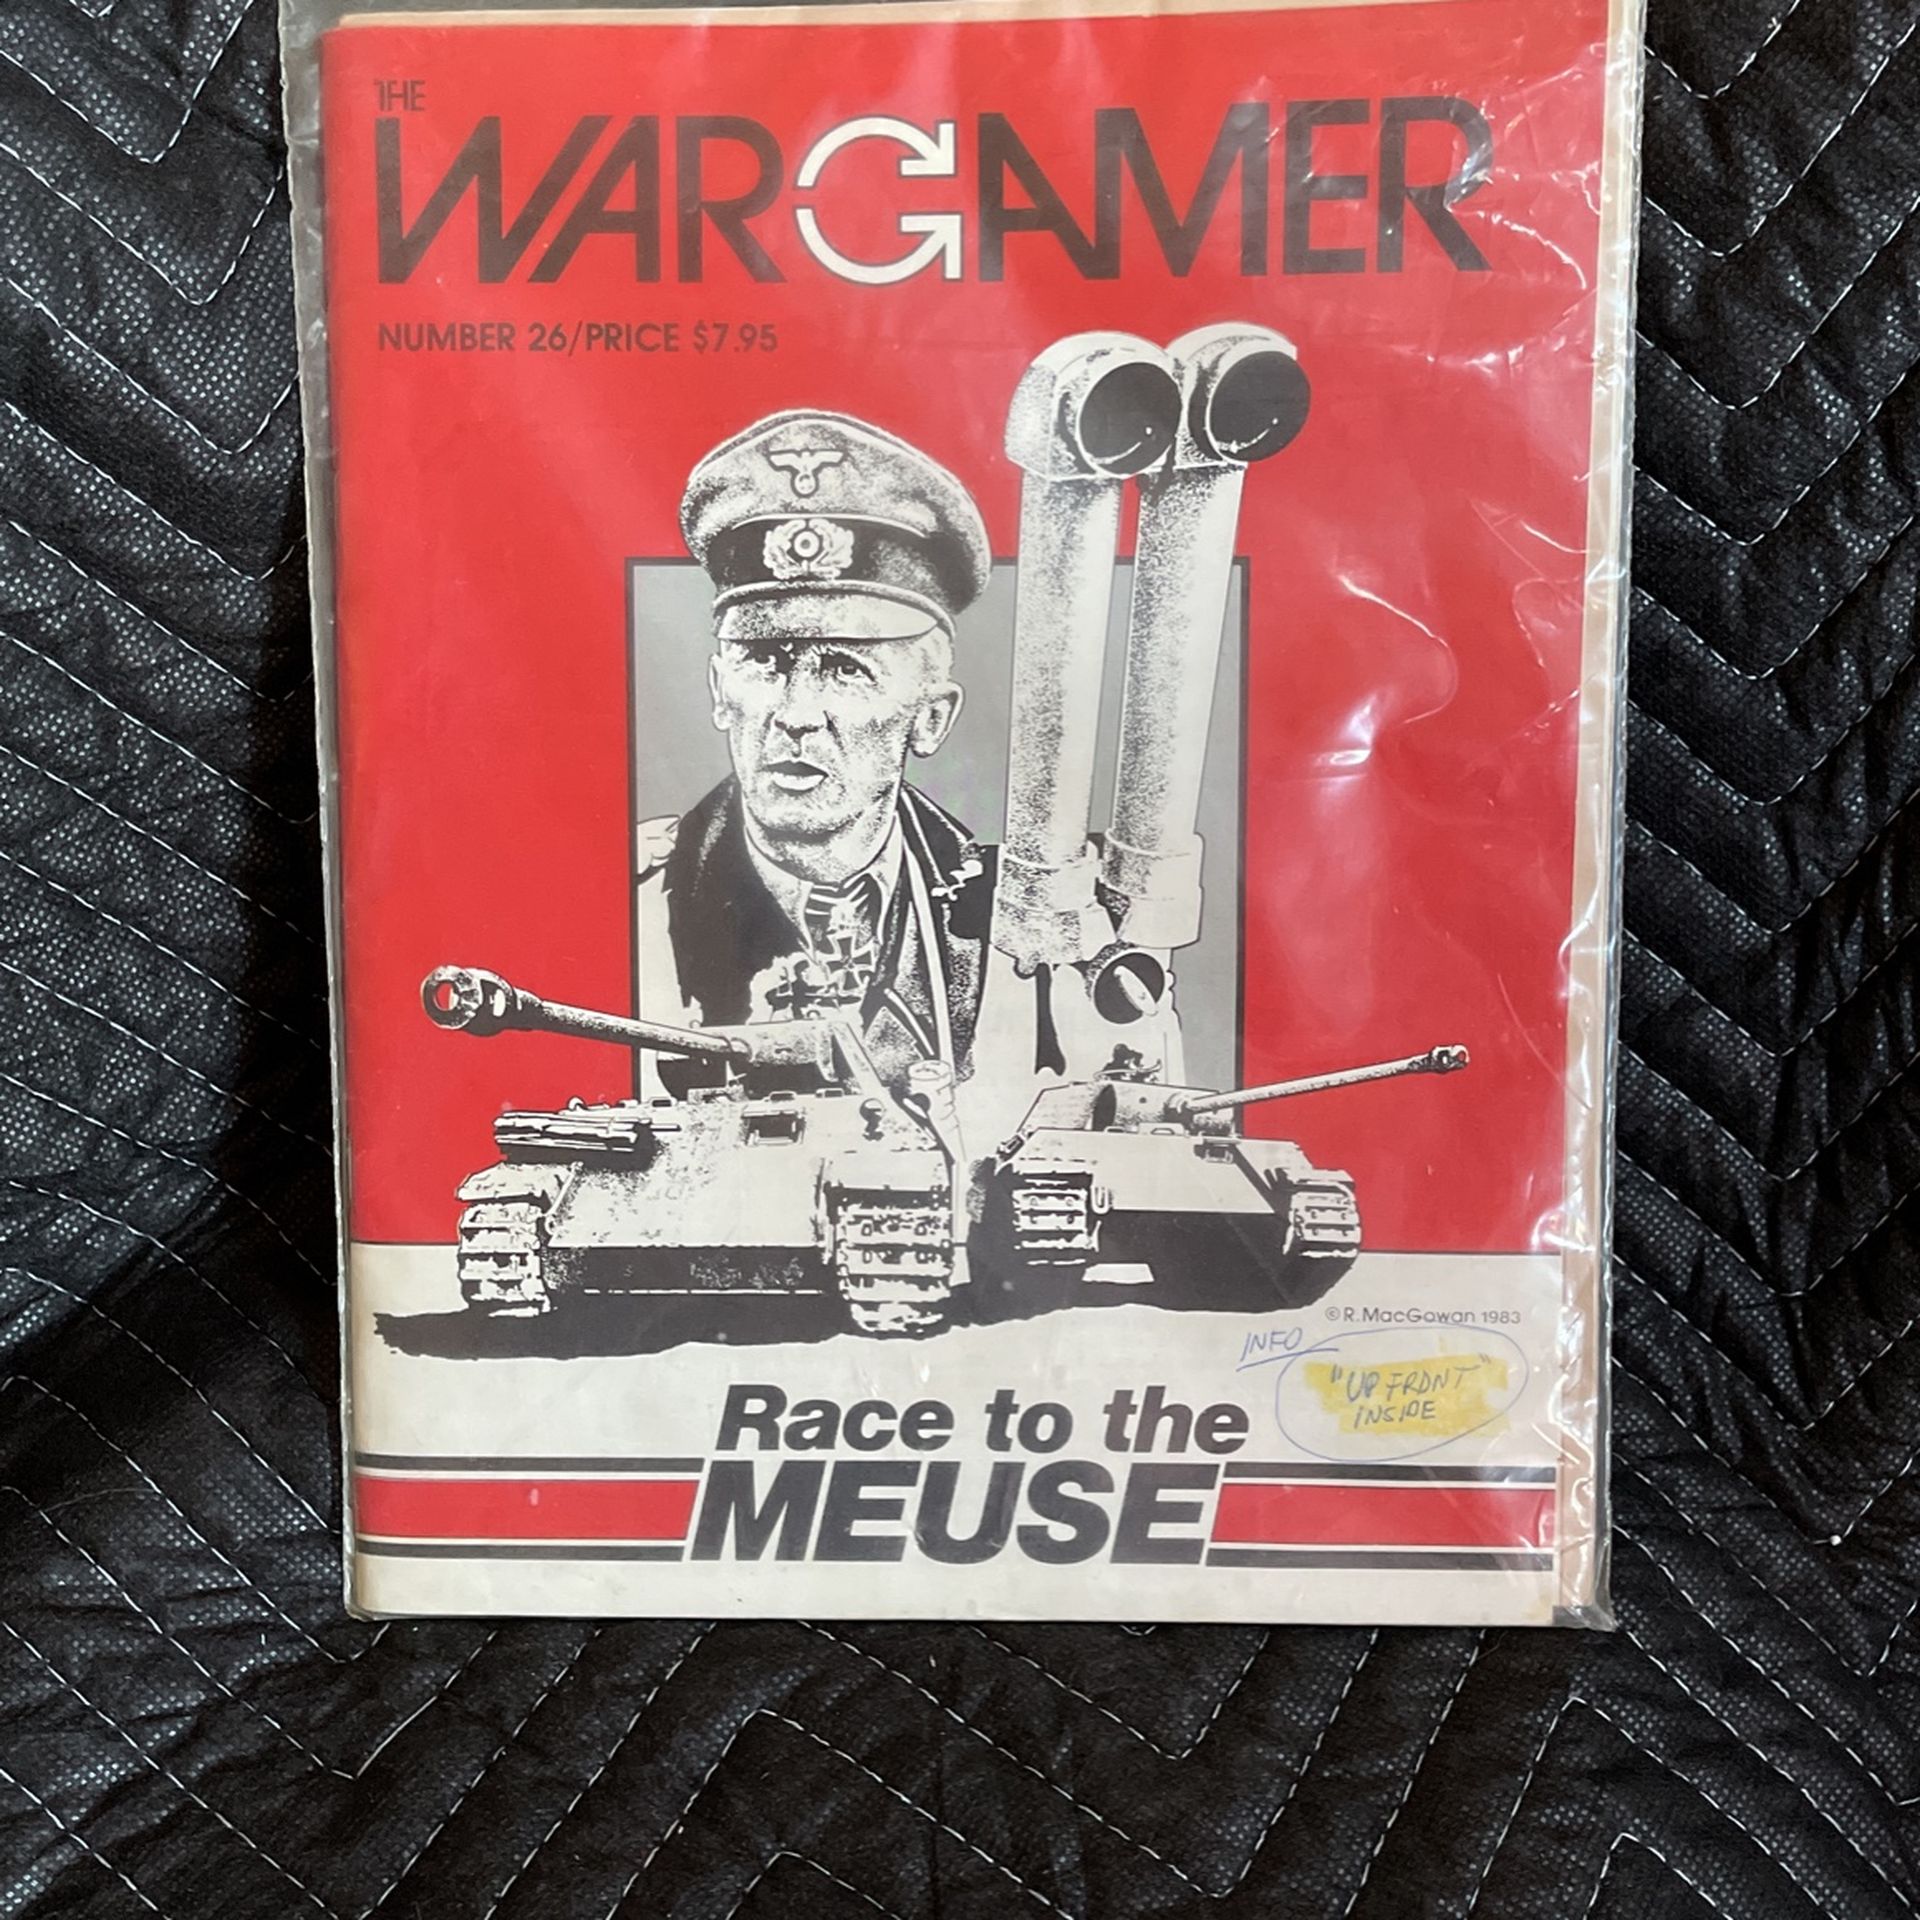 THE
WARGAMER
NUMBER 26/PRICE $7.95
© R. MacGowan 1983
INFO
"UP FRONT"
INSIDE
Race to the
MEUSE